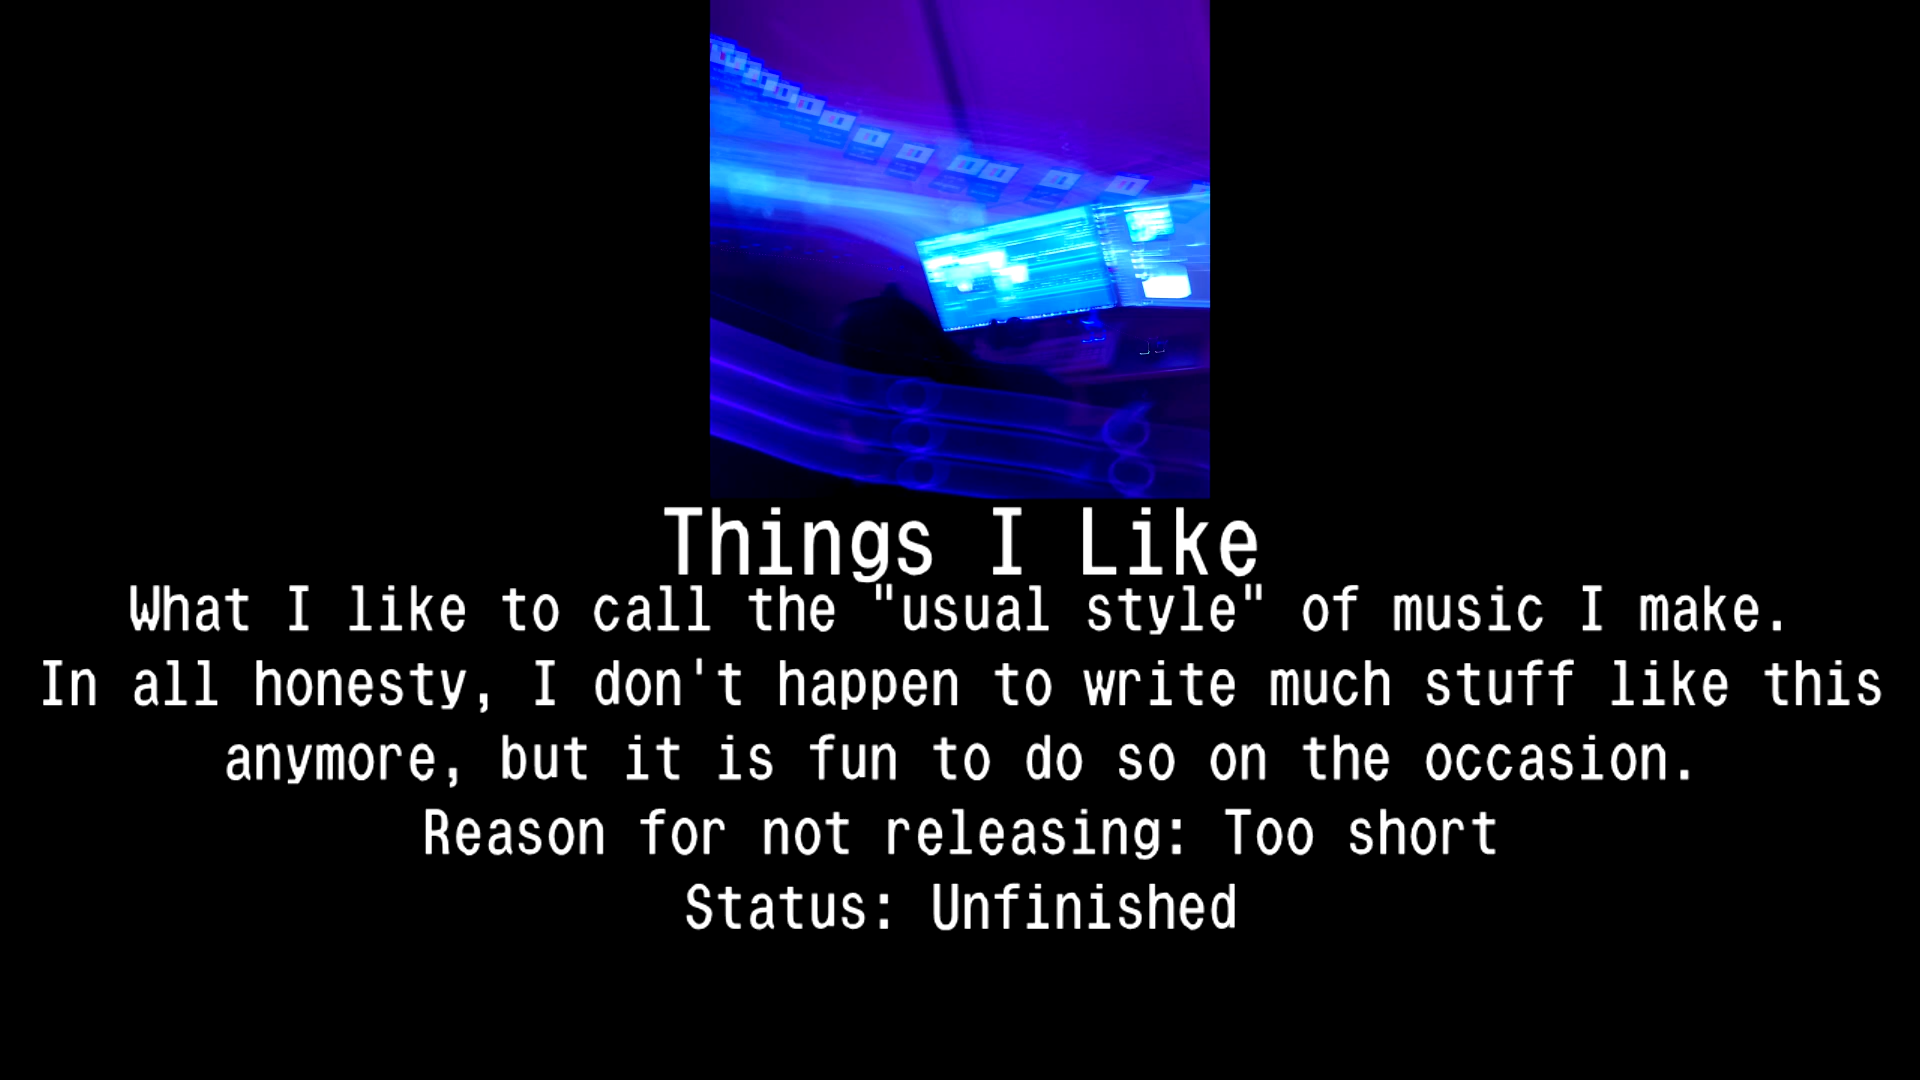 Things I Like
What I like to call the "usual style" of music I make.
In all honesty, I don't happen to write much stuff like this
anymore, but it is fun to do so on the occasion.
Reason for not releasing: Too short
Status: Unfinished